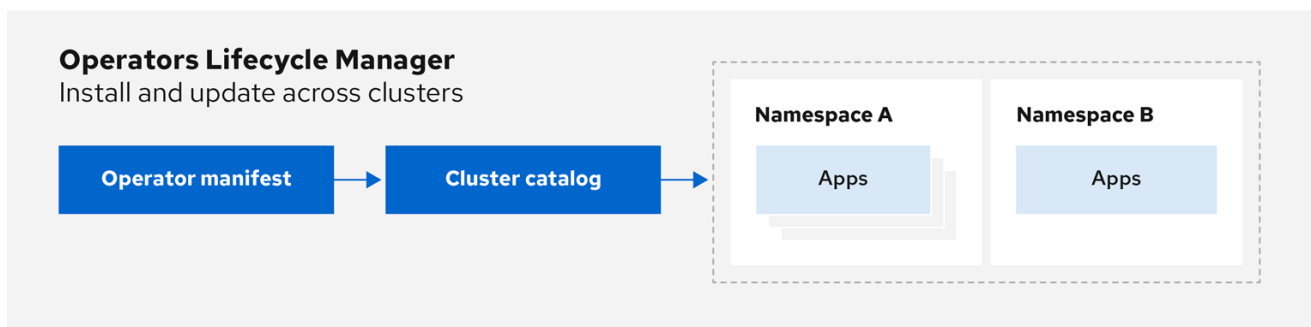 Operators Lifecycle Manager
Install and update across clusters
Operator manifest
Cluster catalog
Namespace A
Apps
Namespace B
Apps